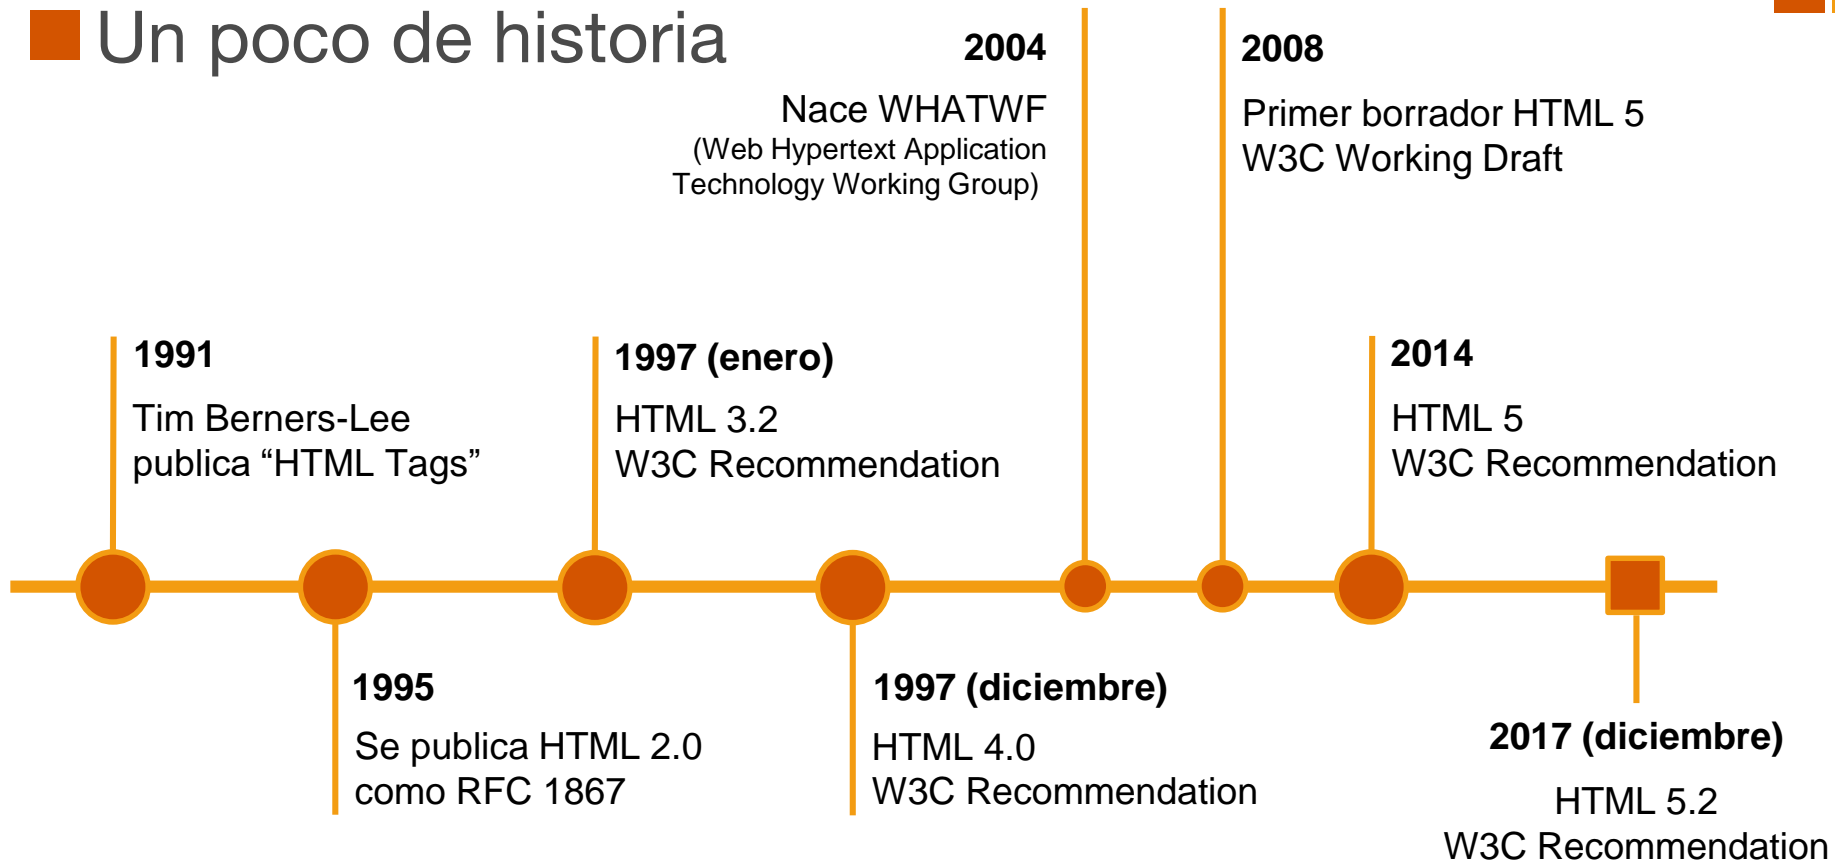 Un poco de historia
2004
Nace WHATWF
(Web Hypertext Application
Technology Working Group)
2008
Primer borrador HTML 5
W3C Working Draft
1991
Tim Berners-Lee
publica “HTML Tags”
1997 (enero)
HTML 3.2
W3C Recommendation
2014
HTML 5
W3C Recommendation
1995
Se publica HTML 2.0
como RFC 1867
1997 (diciembre)
HTML 4.0
W3C Recommendation
2017 (diciembre)
HTML 5.2
W3C Recommendation